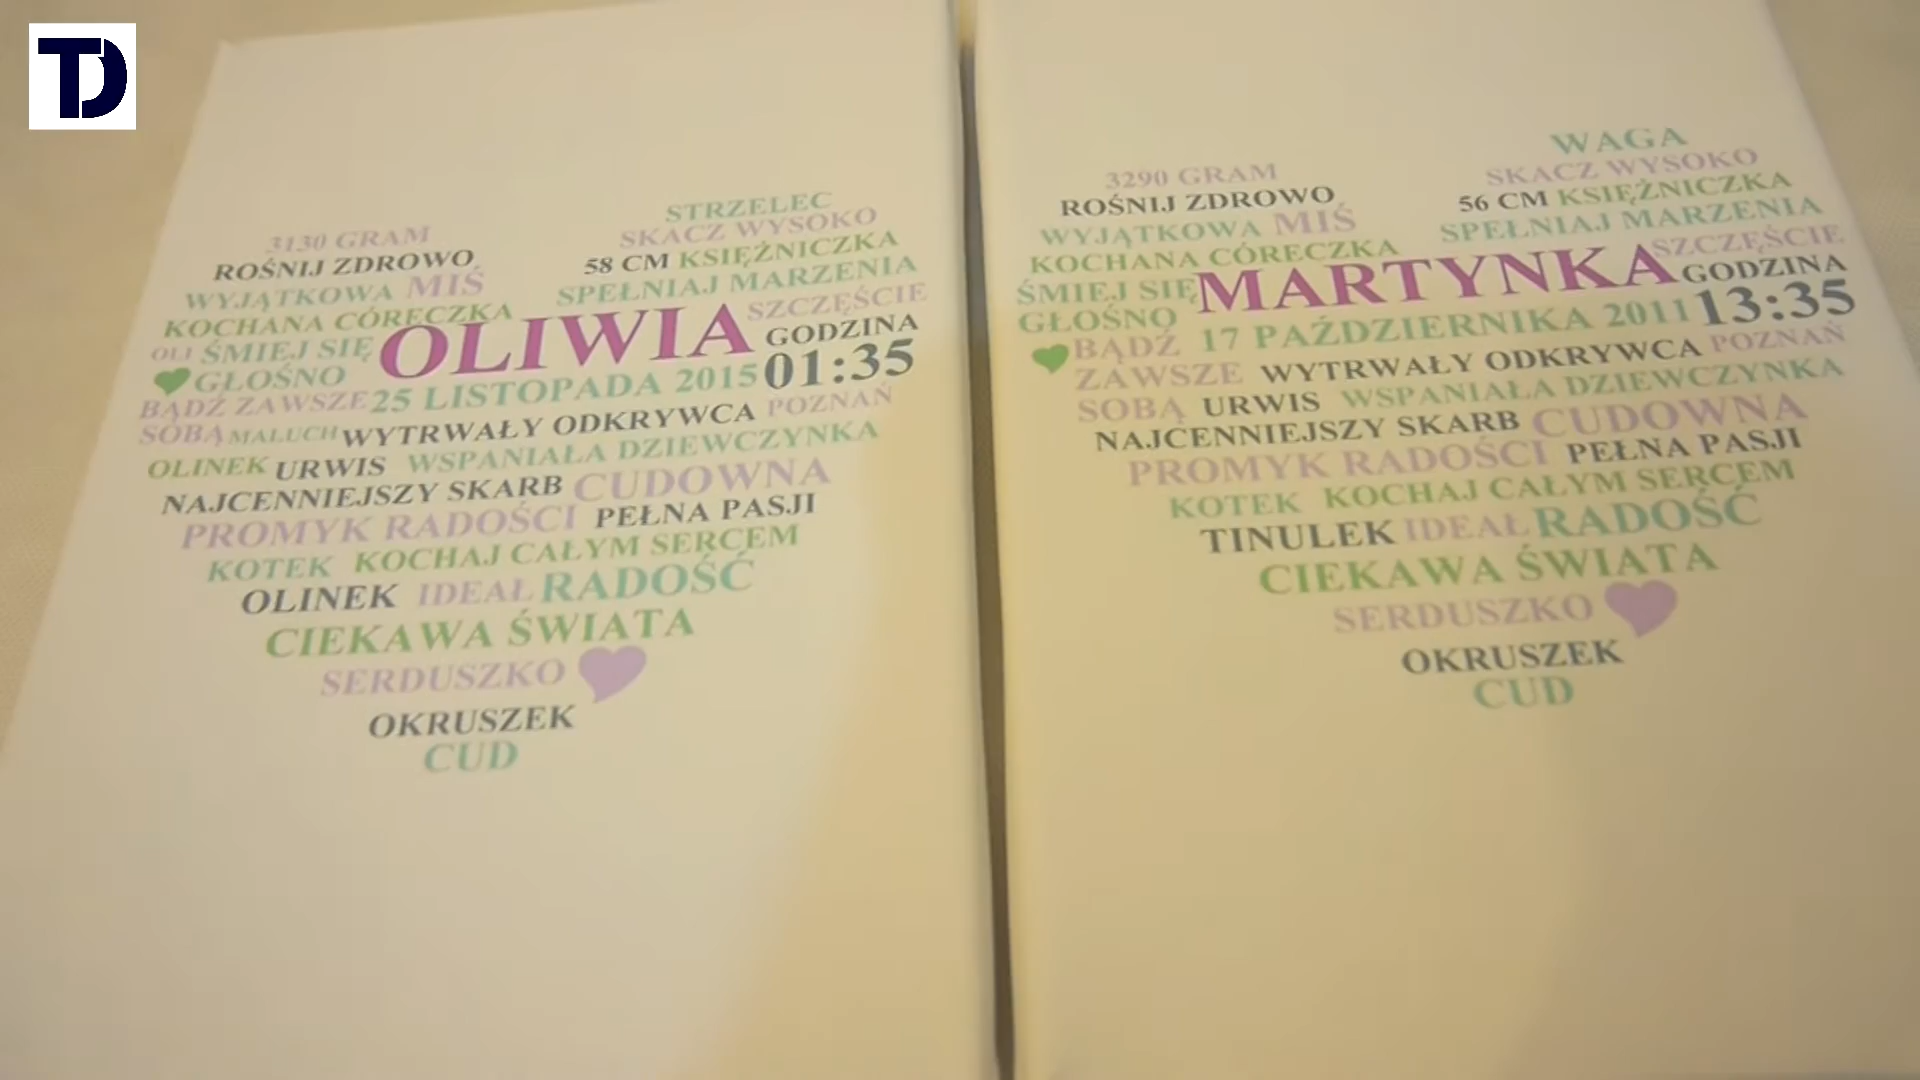 TD
3130 GRAM
ROŚNIJ ZDROWO
WYJĄTKOWA MIŚ
KOCHANA CÓRECZKA
STRZELEC
SKACZ WYSOKO
58 CM KSIĘŻNICZKA
SPEŁNIAJ MARZENIA
OLI ŚMIEJ SIĘ OLIWIA SZCZĘŚCIE
GŁOŚNO GODZINA
BĄDŹ ZAWSZE 25 LISTOPADA 2015 01:35
SOBĄ MALUCH WYTRWAŁY ODKRYWCA POZNAŃ
OLINEK URWIS WSPANIAŁA DZIEWCZYNKA
NAJCENNIEJSZY SKARB CUDOWNA
PROMYK RADOŚCI PEŁNA PASJI
KOTEK KOCHAJ CAŁYM SERCEM
OLINEK IDEAŁ RADOŚĆ
CIEKAWA ŚWIATA
SERDUSZKO
OKRUSZEK
CUD
3290 GRAM
ROŚNIJ ZDROWO
WYJĄTKOWA MIŚ
KOCHANA CÓRECZKA
WAGA
SKACZ WYSOKO
56 CM KSIĘŻNICZKA
SPEŁNIAJ MARZENIA
ŚMIEJ SIĘ MARTYNKA SZCZĘŚCIE
GŁOŚNO GODZINA
BĄDŹ 17 PAŹDZIERNIKA 2011 13:35
ZAWSZE WYTRWAŁY ODKRYWCA POZNAŃ
SOBĄ URWIS WSPANIAŁA DZIEWCZYNKA
NAJCENNIEJSZY SKARB CUDOWNA
PROMYK RADOŚCI PEŁNA PASJI
KOTEK KOCHAJ CAŁYM SERCEM
TINULEK IDEAŁ RADOŚĆ
CIEKAWA ŚWIATA
SERDUSZKO
OKRUSZEK
CUD